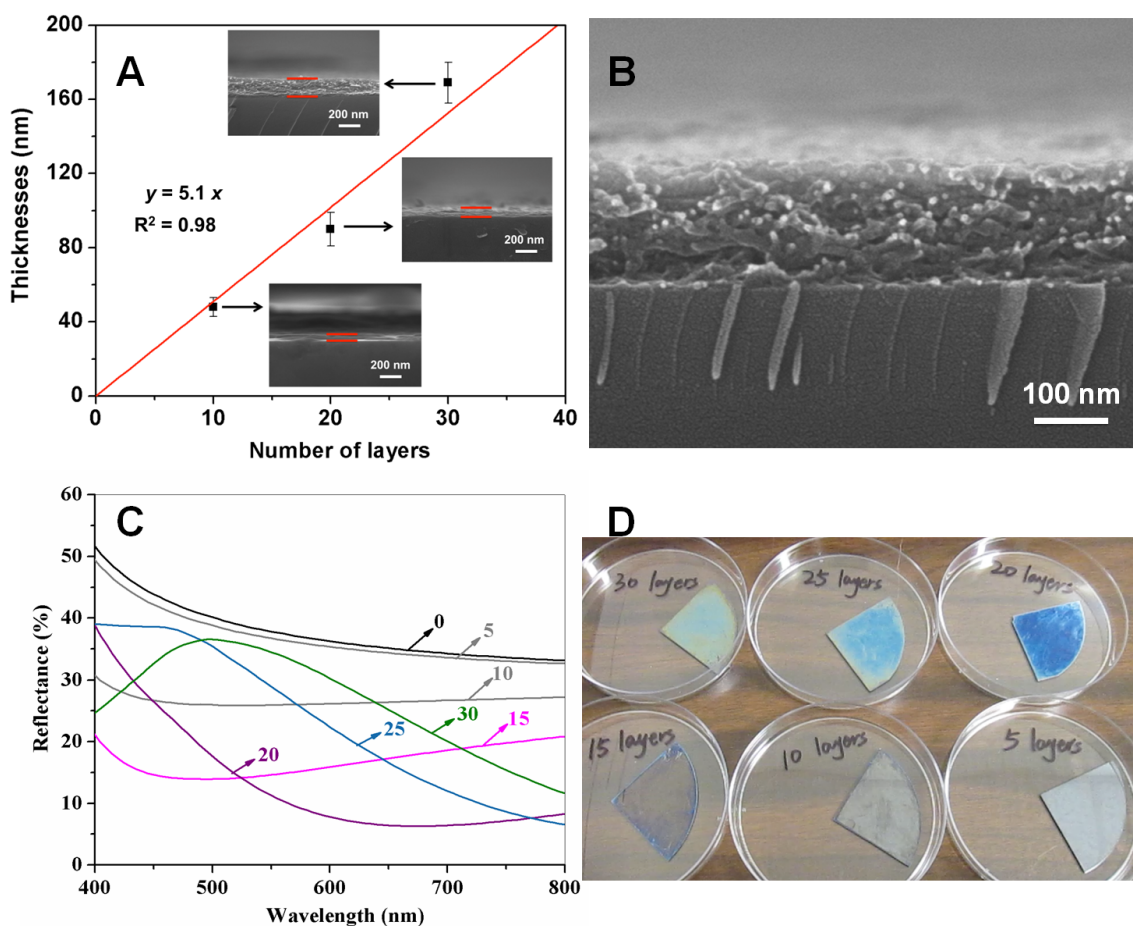 A
200
160
120
80
40
0
Thicknesses (nm)
y = 5.1 x
R² = 0.98
200 nm
200 nm
200 nm
0 10 20 30 40
Number of layers
B
100 nm
C
60
50
40
30
20
10
0
Reflectance (%)
0
5
10
30
15
25
20
400 500 600 700 800
Wavelength (nm)
D
30 layers
25 layers
20 layers
15 layers
10 layers
5 layers